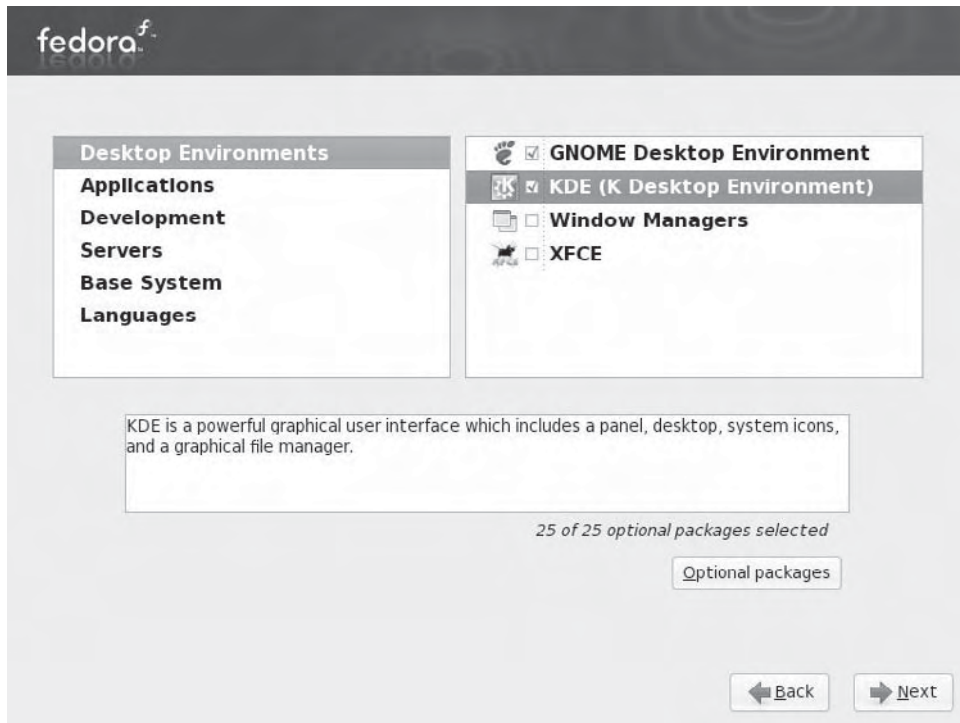 fedora
Desktop Environments
Applications
Development
Servers
Base System
Languages
GNOME Desktop Environment
KDE (K Desktop Environment)
Window Managers
XFCE
KDE is a powerful graphical user interface which includes a panel, desktop, system icons,
and a graphical file manager.
25 of 25 optional packages selected
Optional packages
Back
Next